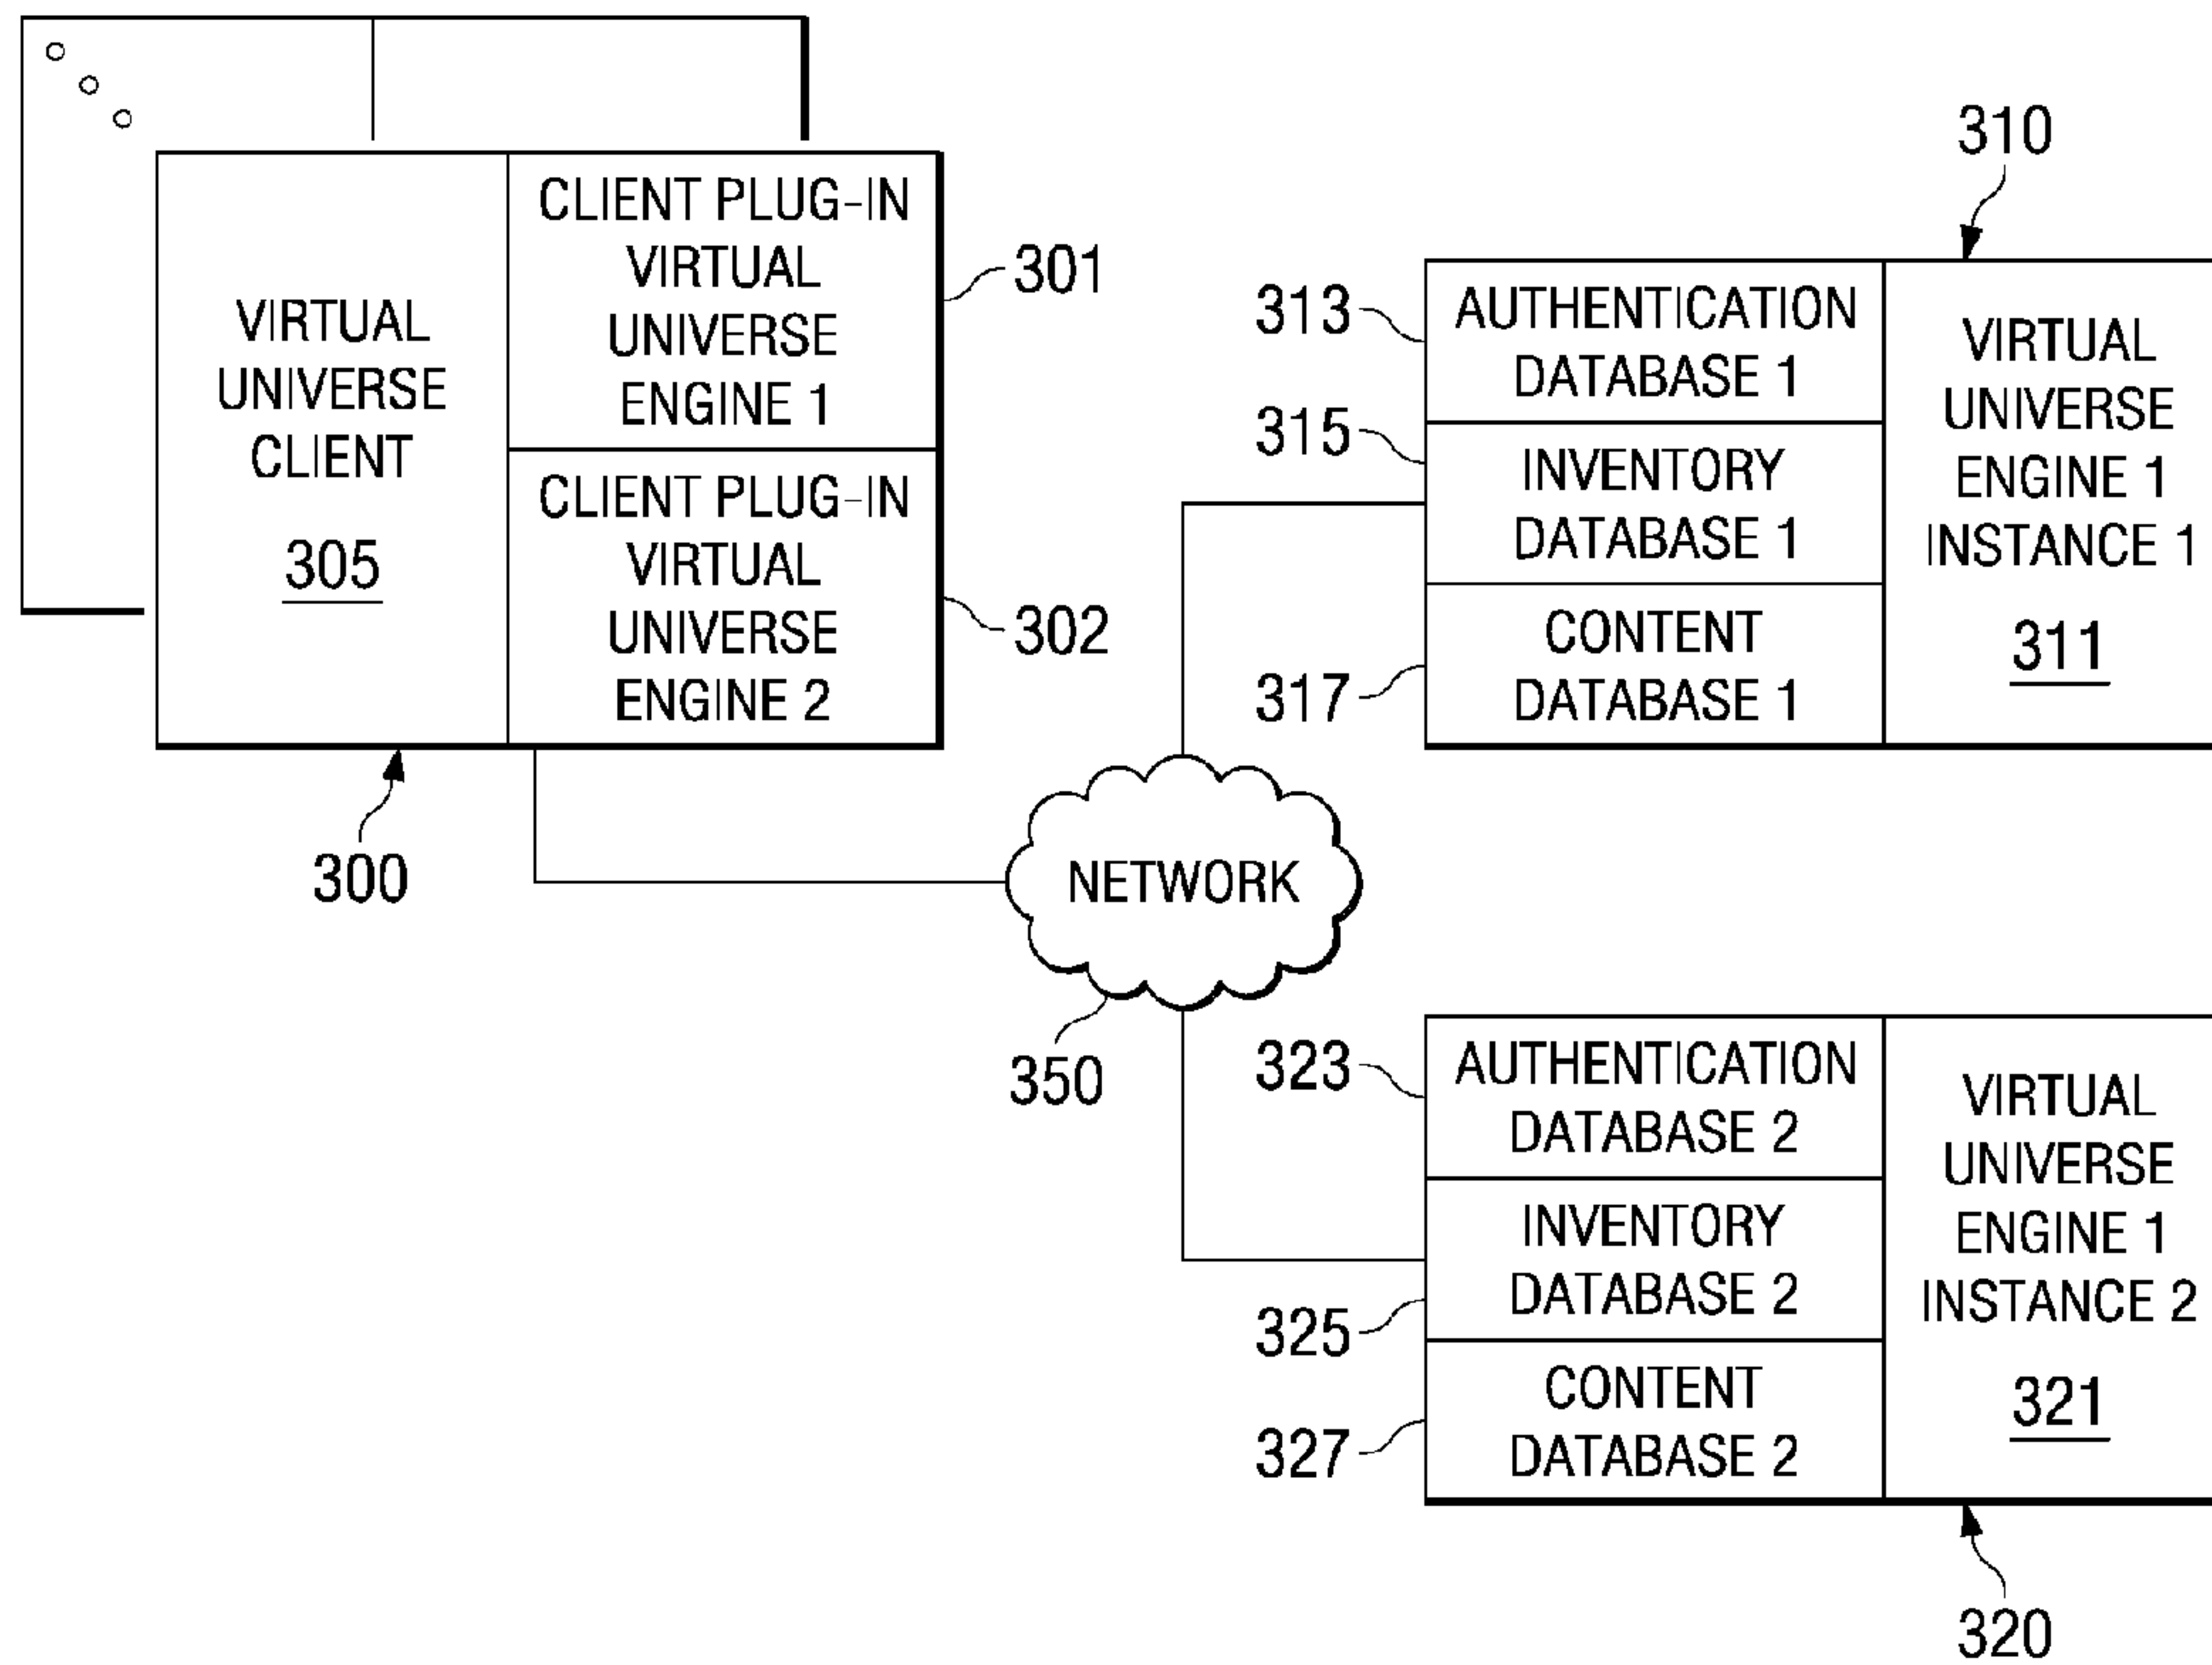 VIRTUAL
UNIVERSE
CLIENT
305
CLIENT PLUG-IN
VIRTUAL
UNIVERSE
ENGINE 1
301
CLIENT PLUG-IN
VIRTUAL
UNIVERSE
ENGINE 2
302
300
310
313
AUTHENTICATION
DATABASE 1
315
INVENTORY
DATABASE 1
317
CONTENT
DATABASE 1
VIRTUAL
UNIVERSE
ENGINE 1
INSTANCE 1
311
NETWORK
350
323
AUTHENTICATION
DATABASE 2
325
INVENTORY
DATABASE 2
327
CONTENT
DATABASE 2
VIRTUAL
UNIVERSE
ENGINE 1
INSTANCE 2
321
320